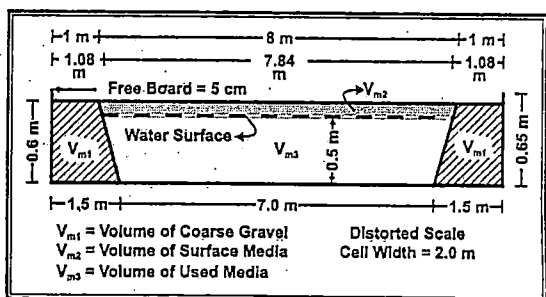 1 m 8 m 1 m
1.08 m 7.84 m 1.08 m
Free Board = 5 cm
Vm2
Water Surface
0.6 m
Vm1
Vm3
0.5 m
Vm1
0.65 m
1.5 m 7.0 m 1.5 m
Vm1 = Volume of Coarse Gravel
Vm2 = Volume of Surface Media
Vm3 = Volume of Used Media
Distorted Scale
Cell Width = 2.0 m